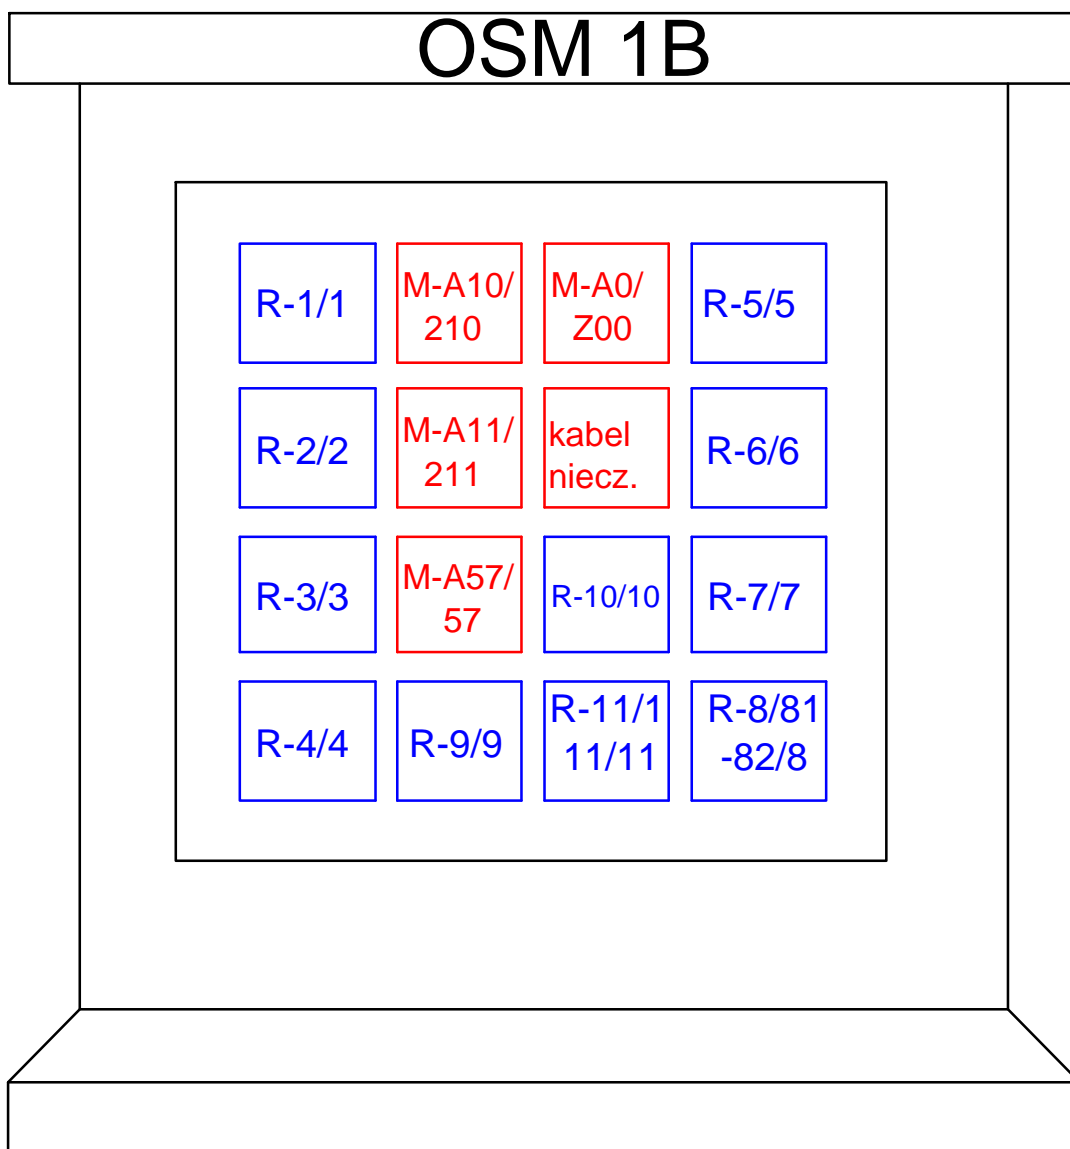 OSM 1B
R-1/1
M-A10/
210
M-A0/
Z00
R-5/5
R-2/2
M-A11/
211
kabel
niecz.
R-6/6
R-3/3
M-A57/
57
R-10/10
R-7/7
R-4/4
R-9/9
R-11/1
11/11
R-8/81
-82/8